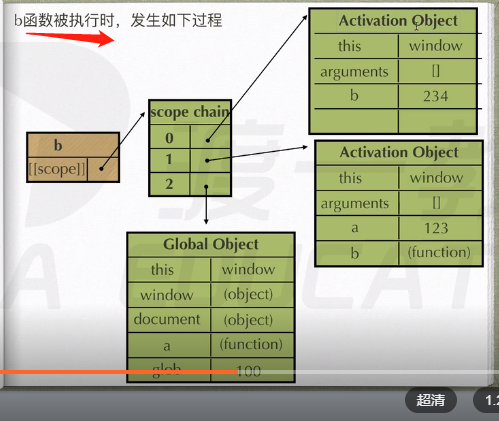 b函数被执行时，发生如下过程
Activation Object
this window
arguments []
b 234
scope chain
0
1
2
b
[[scope]]
Activation Object
this window
arguments []
a 123
b (function)
Global Object
this window
window (object)
document (object)
a (function)
glob 100
超清